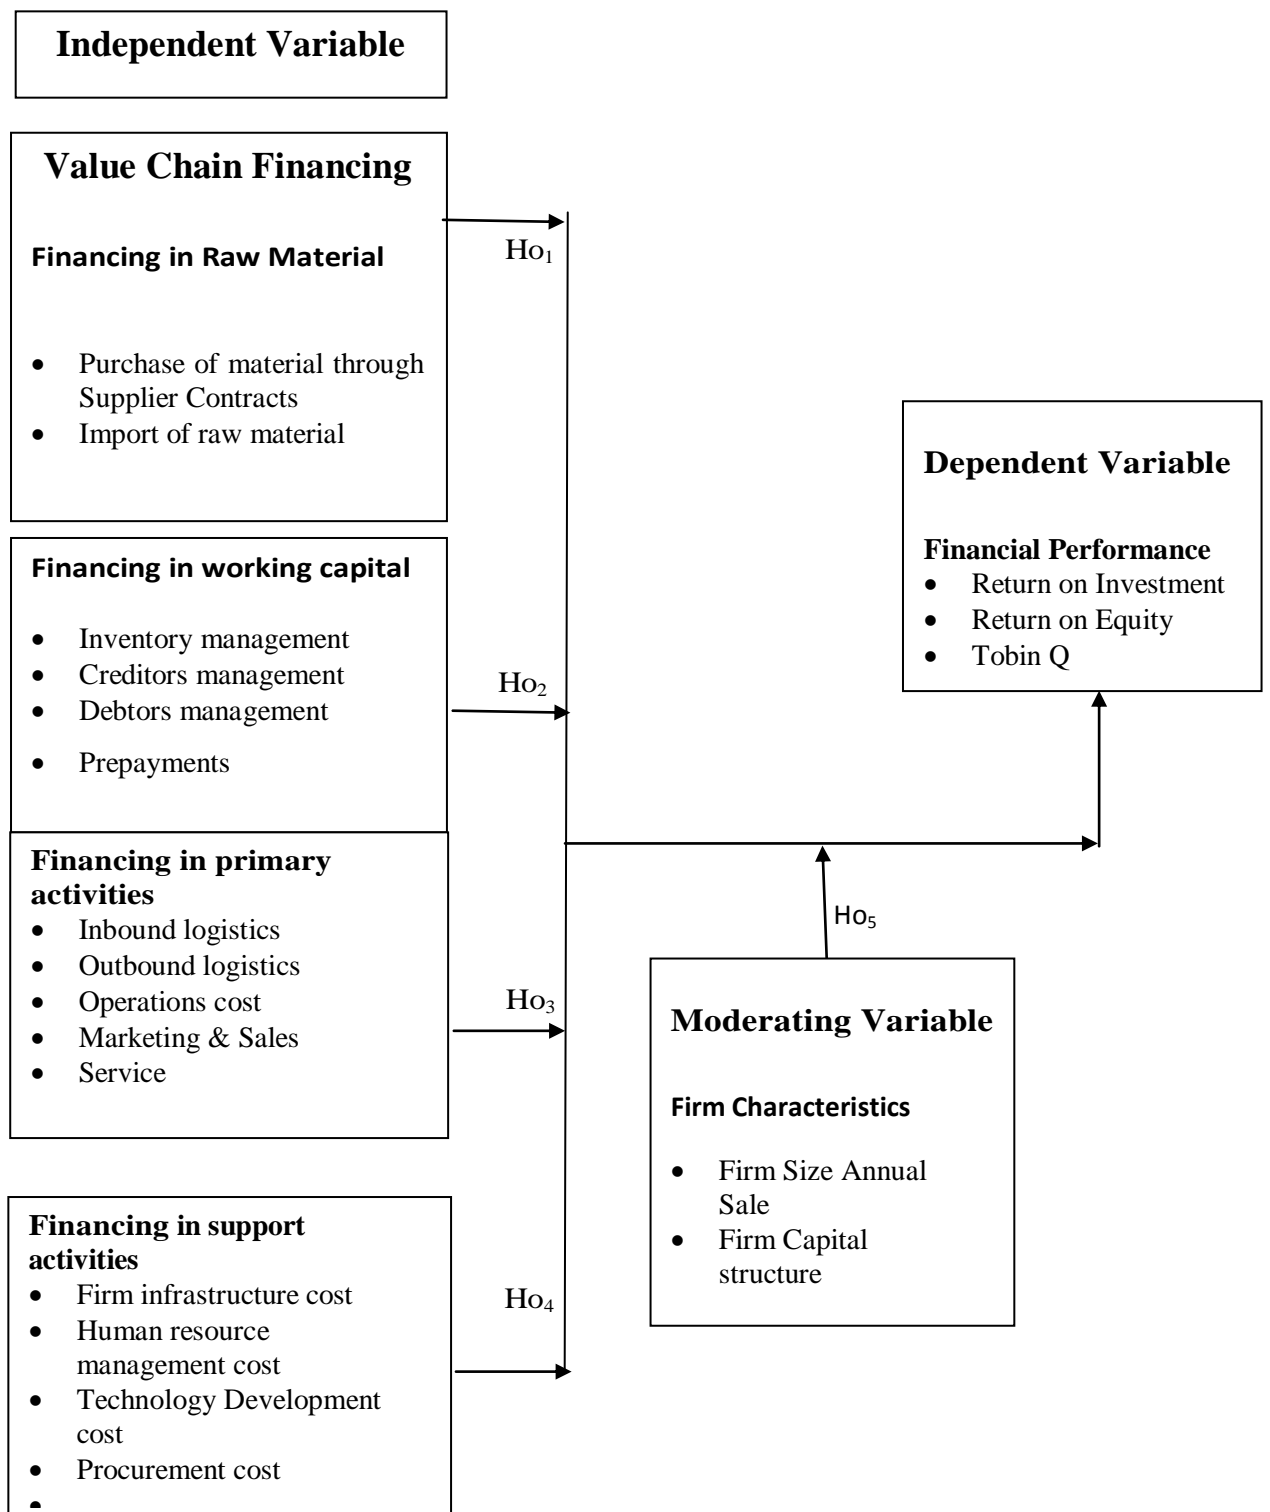 Independent Variable
Value Chain Financing
Financing in Raw Material
• Purchase of material through
Supplier Contracts
• Import of raw material
Ho₁
Financing in working capital
• Inventory management
• Creditors management
• Debtors management
• Prepayments
Ho₂
Financing in primary
activities
• Inbound logistics
• Outbound logistics
• Operations cost
• Marketing & Sales
• Service
Ho₃
Financing in support
activities
• Firm infrastructure cost
• Human resource
management cost
• Technology Development
cost
• Procurement cost
•
Ho₄
Dependent Variable
Financial Performance
• Return on Investment
• Return on Equity
• Tobin Q
Ho₅
Moderating Variable
Firm Characteristics
• Firm Size Annual
Sale
• Firm Capital
structure